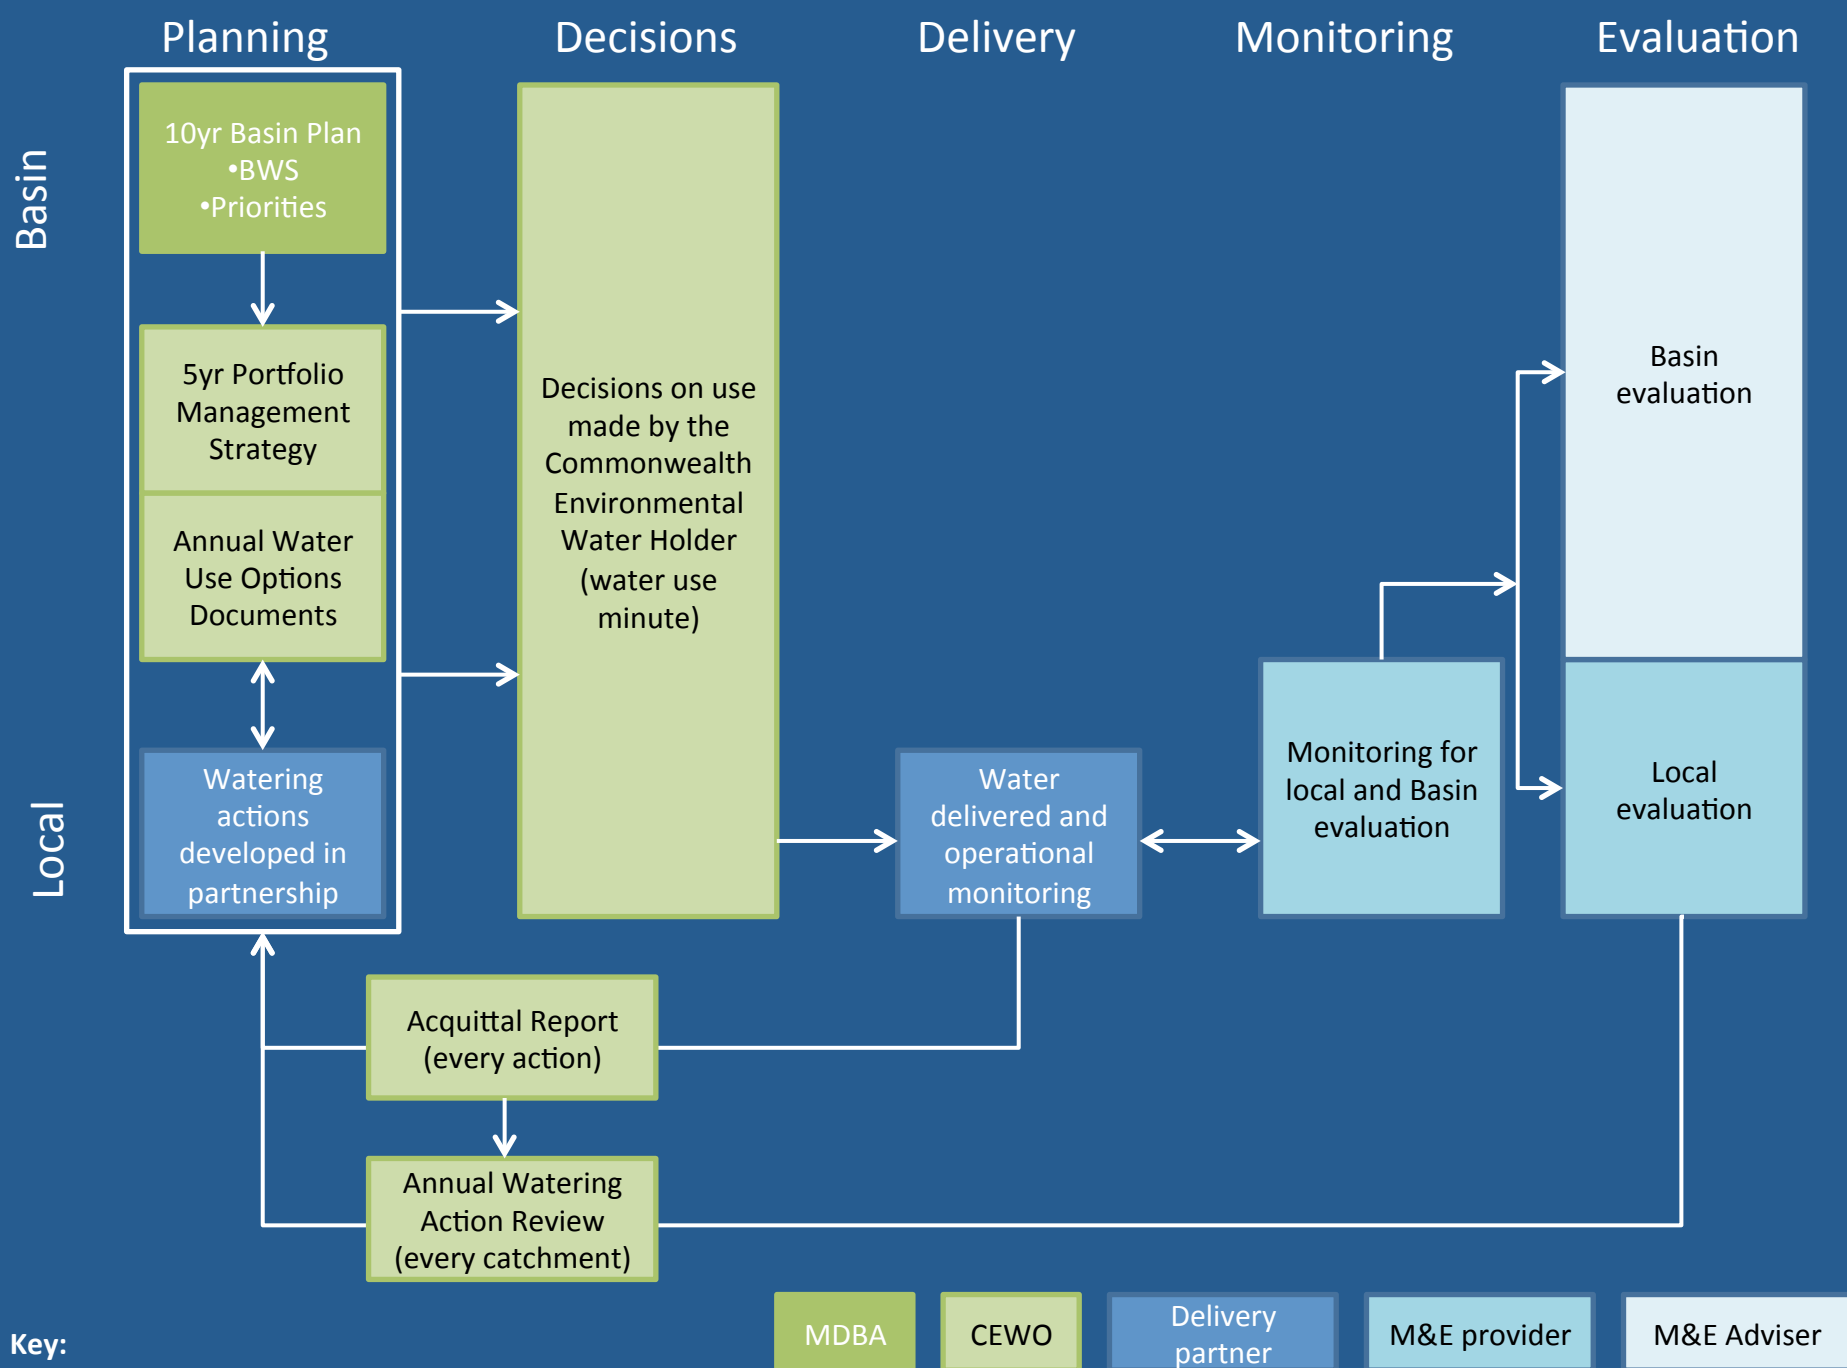 Planning
Decisions
Delivery
Monitoring
Evaluation
Basin
Local
10yr Basin Plan
•BWS
•Priorities
5yr Portfolio
Management
Strategy
Annual Water
Use Options
Documents
Watering
actions
developed in
partnership
Decisions on use
made by the
Commonwealth
Environmental
Water Holder
(water use
minute)
Water
delivered and
operational
monitoring
Monitoring for
local and Basin
evaluation
Basin
evaluation
Local
evaluation
Acquittal Report
(every action)
Annual Watering
Action Review
(every catchment)
Key:
MDBA
CEWO
Delivery
partner
M&E provider
M&E Adviser